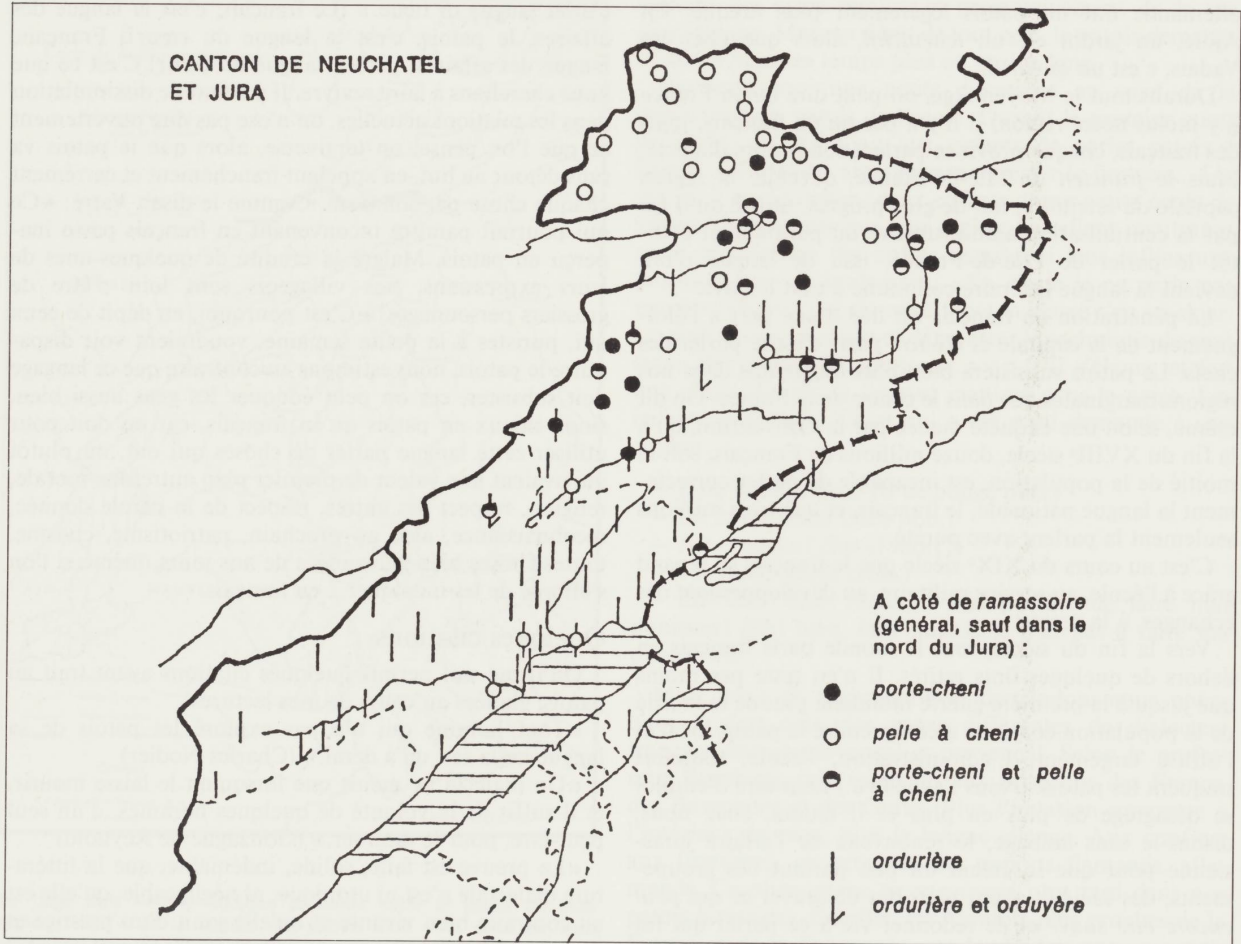 CANTON DE NEUCHATEL
ET JURA
A côté de ramassoire
(général, sauf dans le
nord du Jura)
porte-cheni
pelle à cheni
porte-cheni et pelle
à cheni
ordurière
ordurière et orduyère